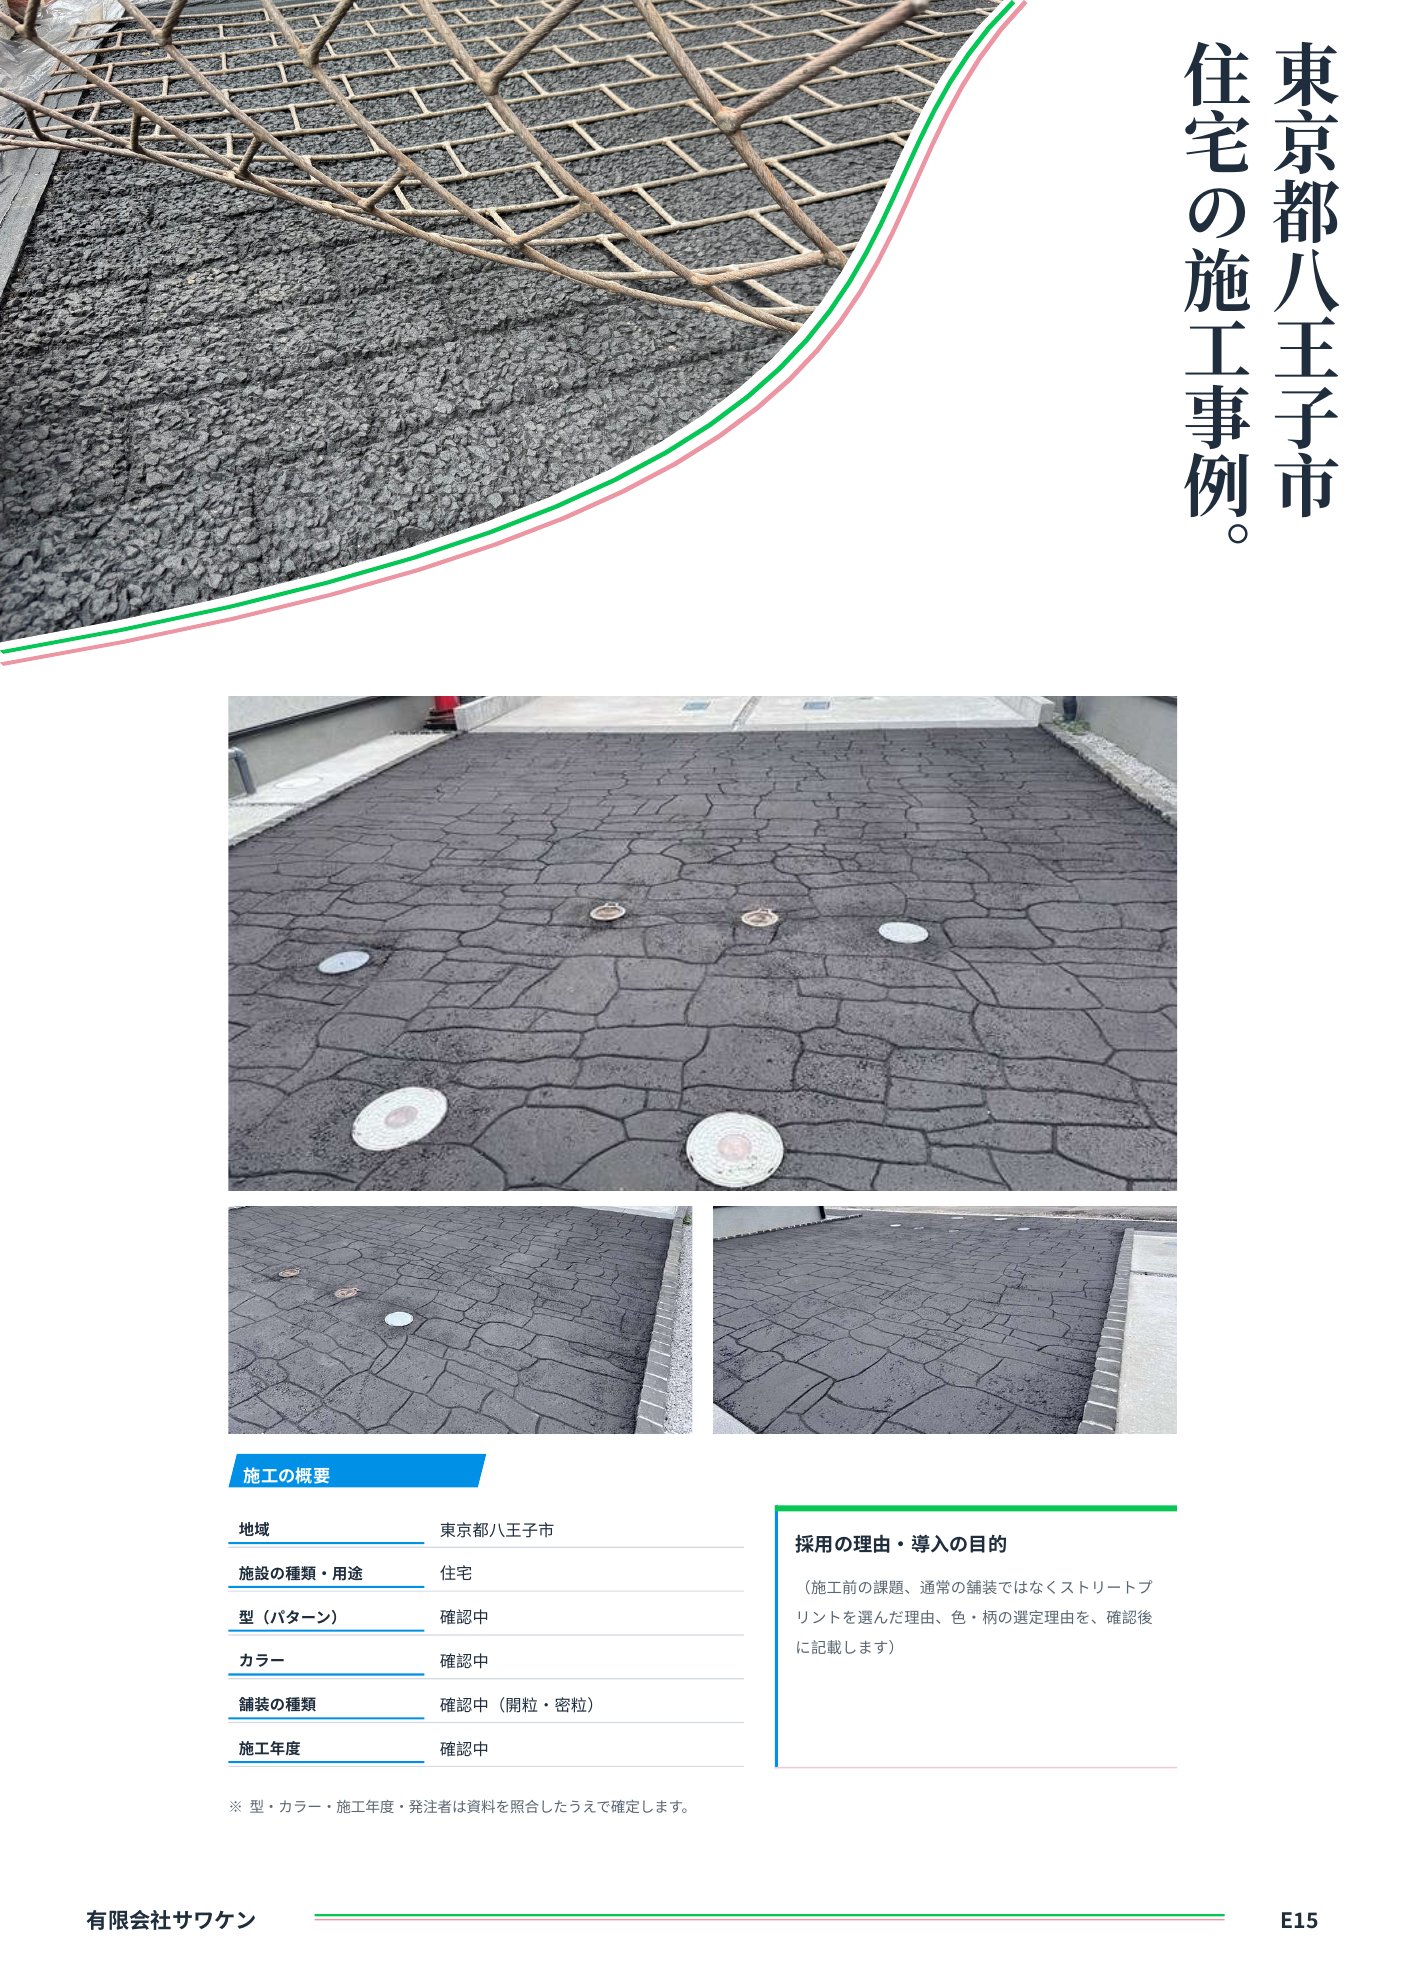 東京都八王子市
住宅の施工事例。
施工の概要
地域
東京都八王子市
施設の種類・用途
住宅
型（パターン）
確認中
カラー
確認中
舗装の種類
確認中（開粒・密粒）
施工年度
確認中
採用の理由・導入の目的
（施工前の課題、通常の舗装ではなくストリートプ
リントを選んだ理由、色・柄の選定理由を、確認後
に記載します）
※ 型・カラー・施工年度・発注者は資料を照合したうえで確定します。
有限会社サワケン
E15